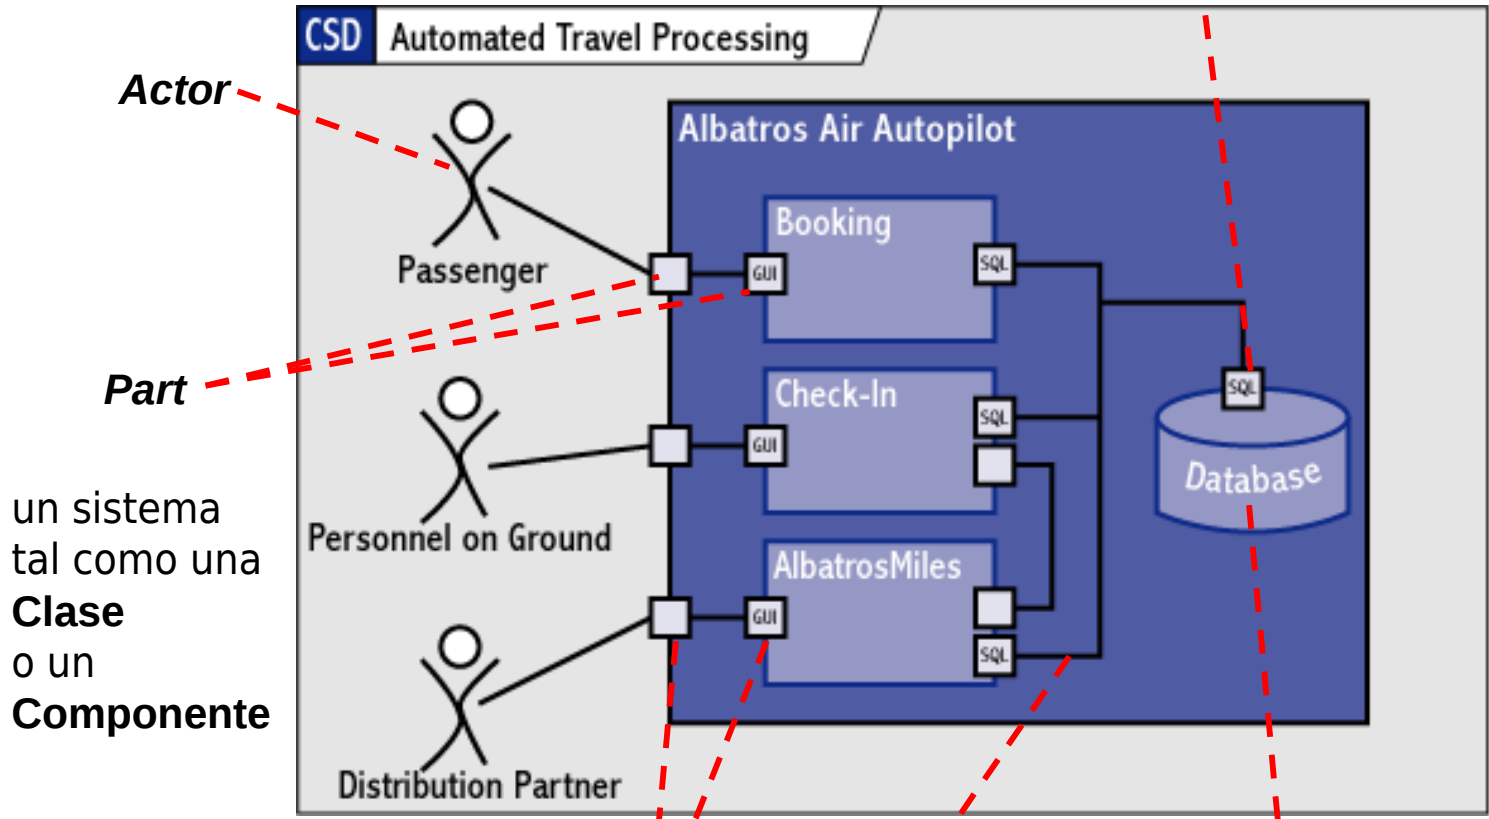 CSD Automated Travel Processing
Actor
Albatros Air Autopilot
Passenger
Booking
GUI
SQL
Part
Check-In
SQL
GUI
SQL
Database
un sistema
tal como una
Clase
o un
Componente
Personnel on Ground
AlbatrosMiles
GUI
SQL
Distribution Partner